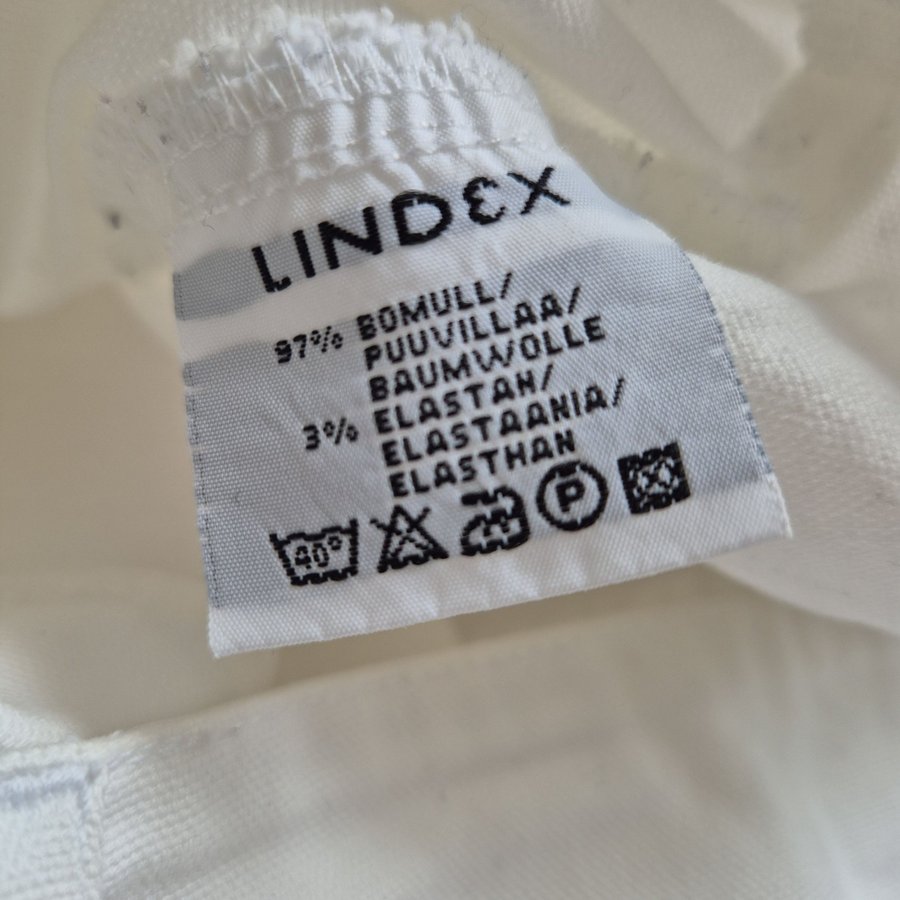 LINDEX
97% BOMULL/
PUUVILLAA/
BAUMWOLLE
3% ELASTAN/
ELASTAANIA/
ELASTHAN
40° P